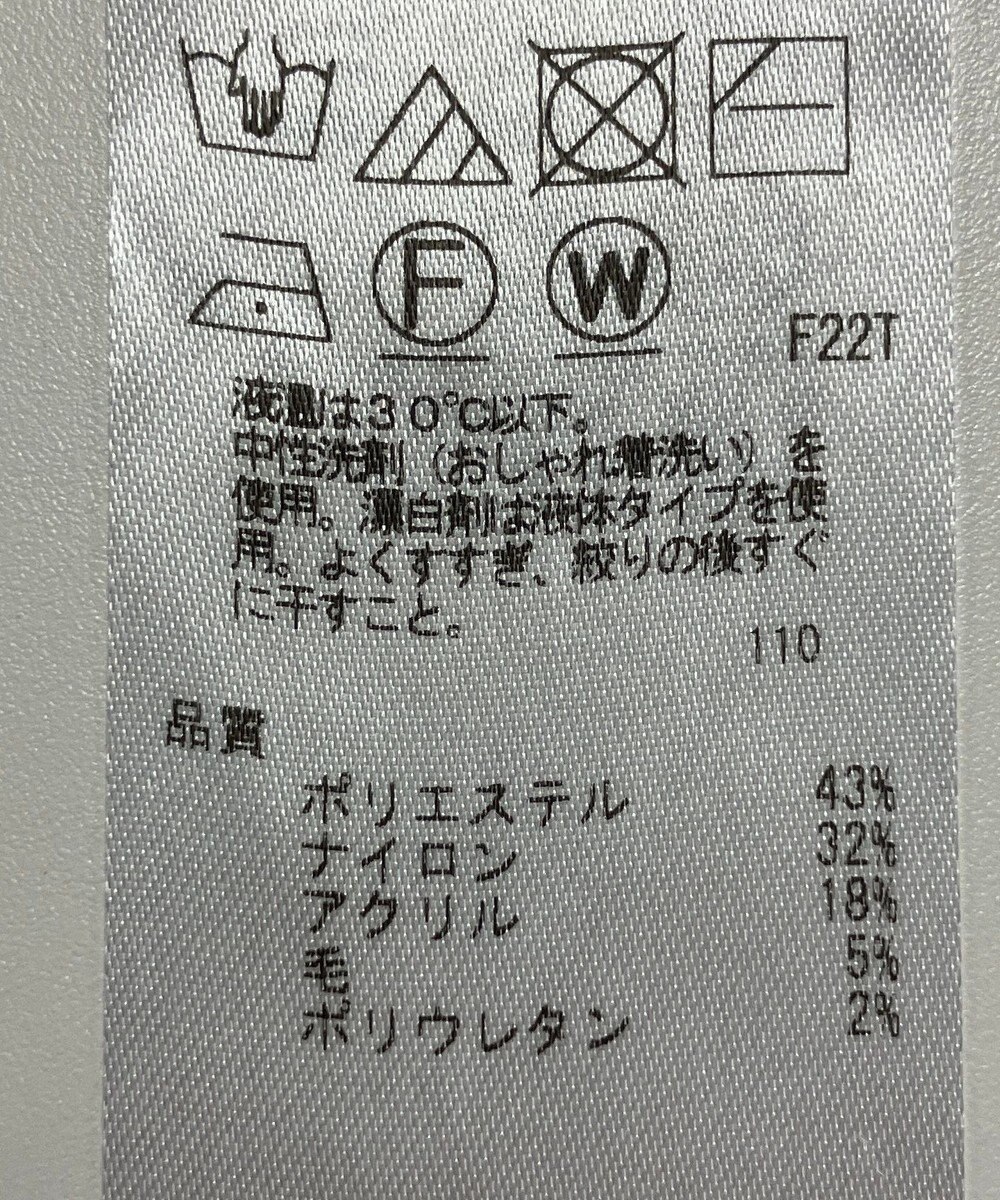 F
W
F22T
液温は30℃以下。
中性洗剤(おしゃれ着洗い)を
使用。漂白剤は液体タイプを使
用。よくすすぎ、絞りの後すぐ
に干すこと。
110
品質
ポリエステル 43%
ナイロン 32%
アクリル 18%
毛 5%
ポリウレタン 2%